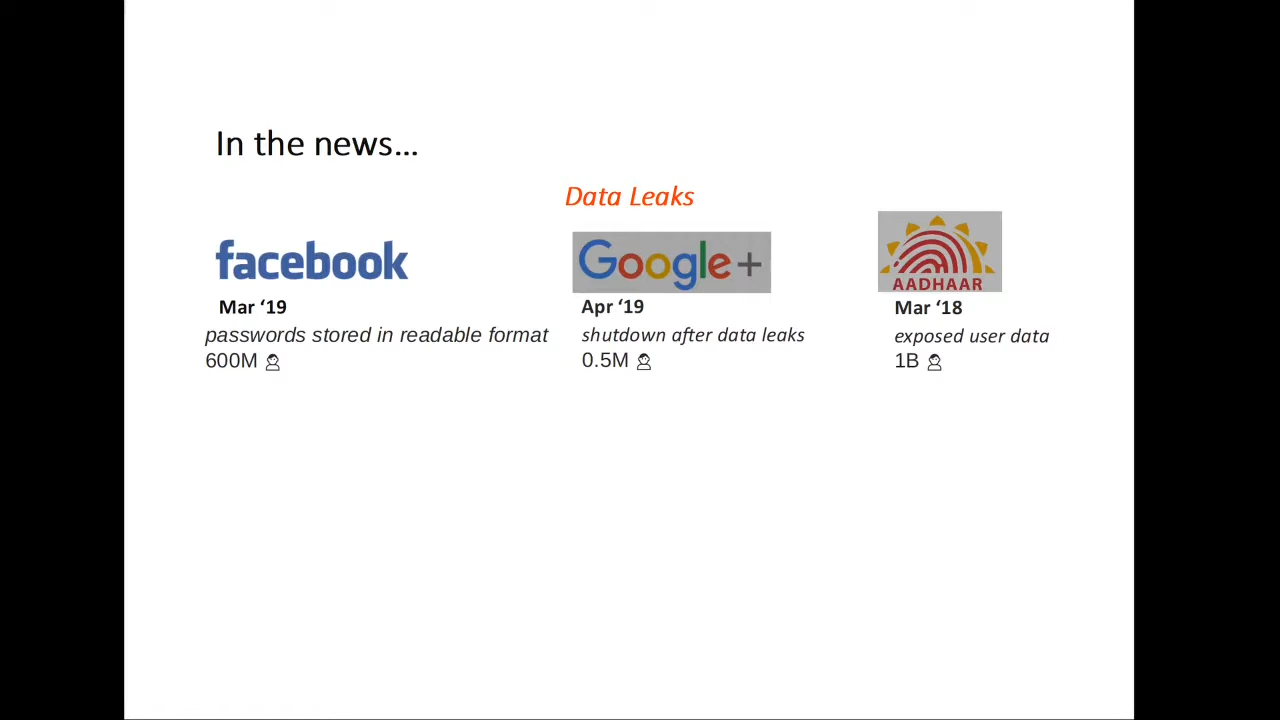 In the news…
Data Leaks
facebook
Mar ‘19
passwords stored in readable format
600M
Google+
Apr ‘19
shutdown after data leaks
0.5M
AADHAAR
Mar ‘18
exposed user data
1B